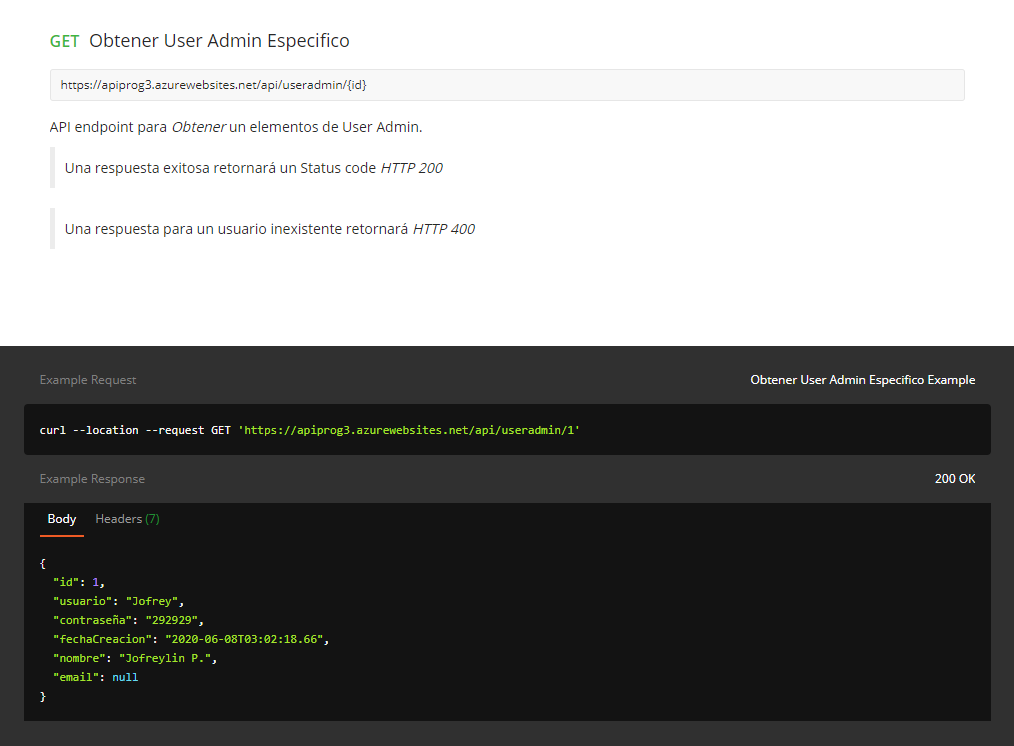 GET Obtener User Admin Especifico
https://apiprog3.azurewebsites.net/api/useradmin/{id}
API endpoint para Obtener un elementos de User Admin.
Una respuesta exitosa retornará un Status code HTTP 200
Una respuesta para un usuario inexistente retornará HTTP 400
Example Request
Obtener User Admin Especifico Example
curl --location --request GET 'https://apiprog3.azurewebsites.net/api/useradmin/1'
Example Response
200 OK
Body Headers (7)
{
"id": 1,
"usuario": "Jofrey",
"contraseña": "292929",
"fechaCreacion": "2020-06-08T03:02:18.66",
"nombre": "Jofreylin P.",
"email": null
}